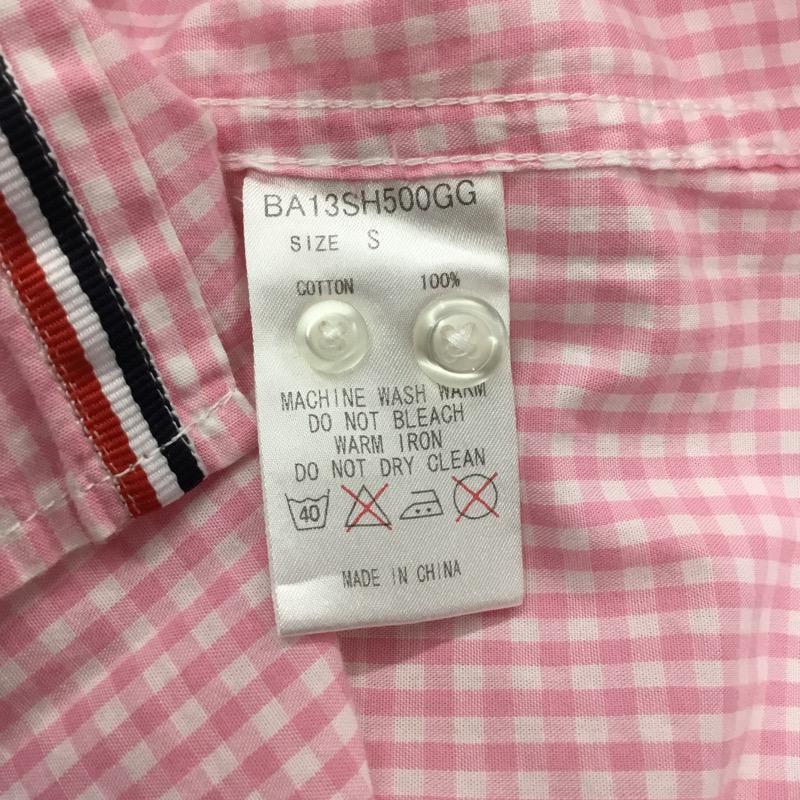 BA13SH500GG
SIZE S
COTTON 100%
MACHINE WASH WARM
DO NOT BLEACH
WARM IRON
DO NOT DRY CLEAN
40
MADE IN CHINA